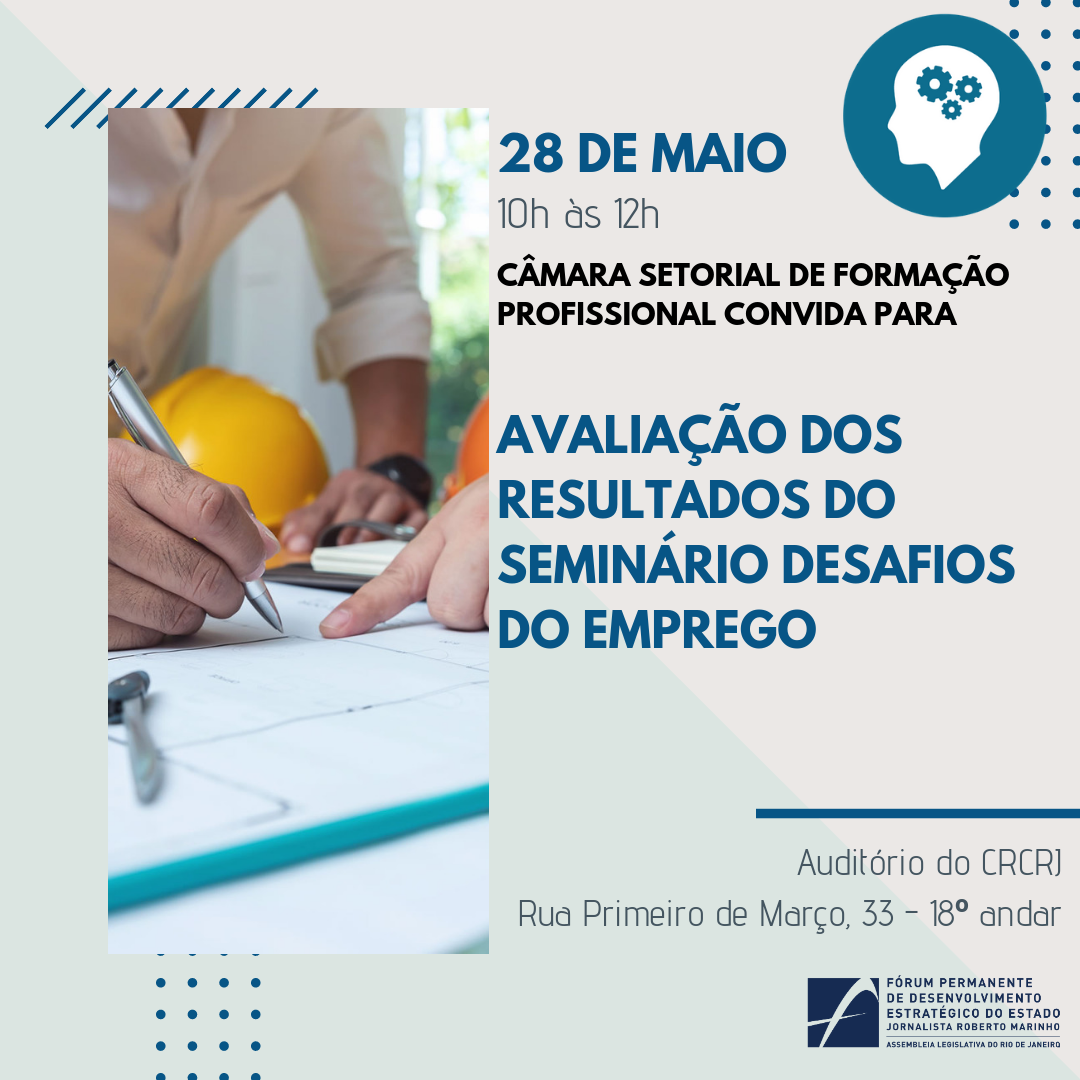 28 DE MAIO
10h às 12h
CÂMARA SETORIAL DE FORMAÇÃO
PROFISSIONAL CONVIDA PARA
AVALIAÇÃO DOS
RESULTADOS DO
SEMINÁRIO DESAFIOS
DO EMPREGO
Auditório do CRCRJ
Rua Primeiro de Março, 33 - 18º andar
FÓRUM PERMANENTE
DE DESENVOLVIMENTO
ESTRATÉGICO DO ESTADO
JORNALISTA ROBERTO MARINHO
ASSEMBLEIA LEGISLATIVA DO RIO DE JANEIRO